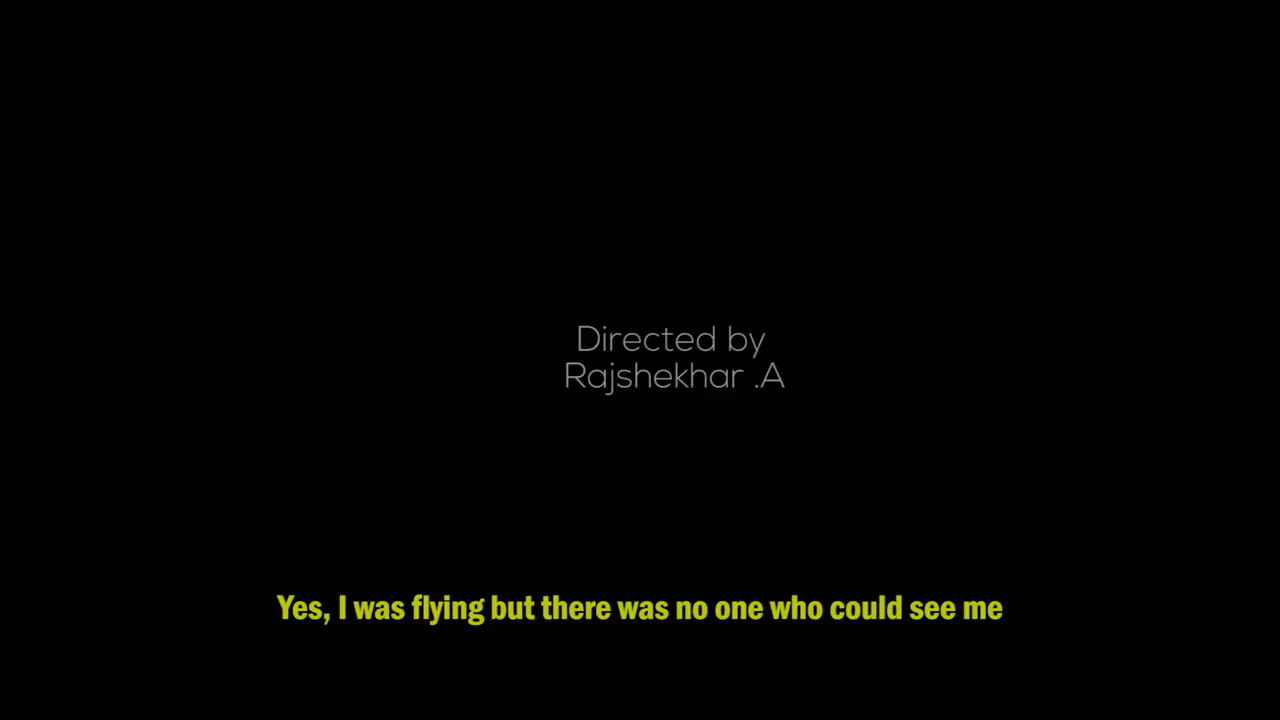 Directed by
Rajshekhar .A
Yes, I was flying but there was no one who could see me